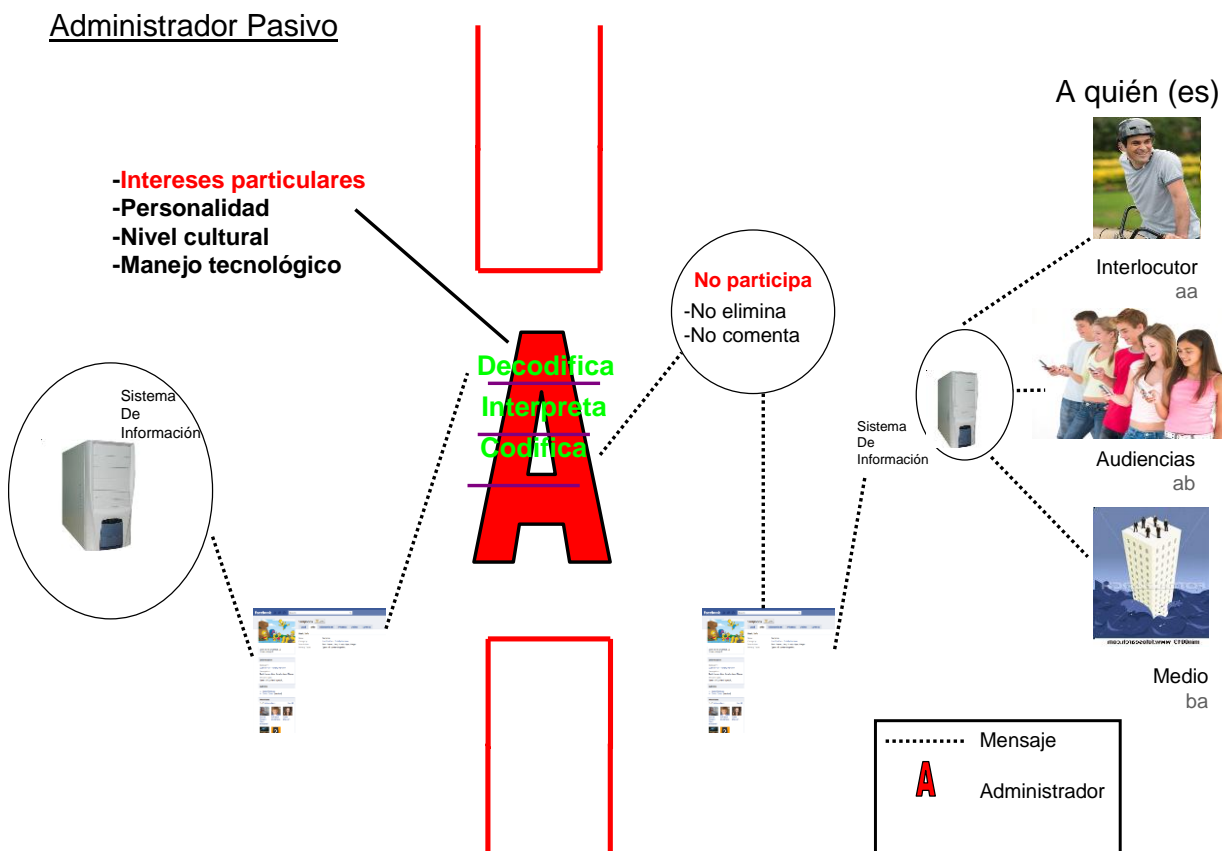 Administrador Pasivo
A quién (es)
-Intereses particulares
-Personalidad
-Nivel cultural
-Manejo tecnológico
No participa
-No elimina
-No comenta
Interlocutor
aa
Decodifica
Interpreta
Codifica
Sistema
De
Información
Sistema
De
Información
Audiencias
ab
Medio
ba
Mensaje
A
Administrador